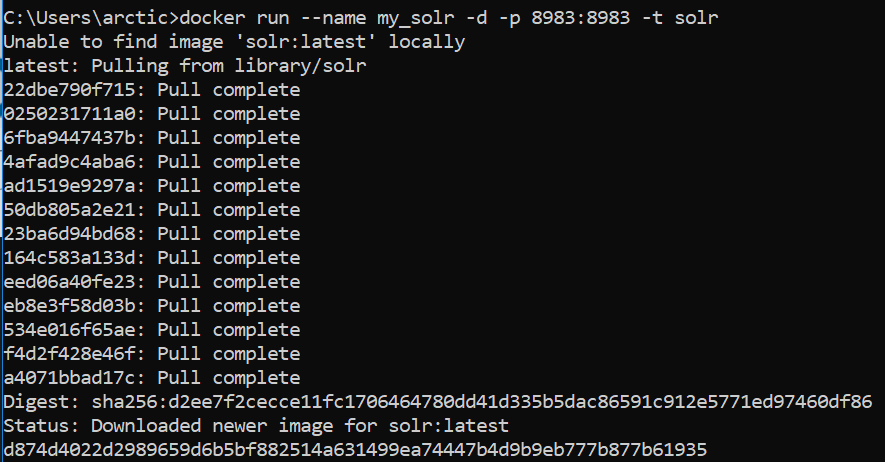 C:\Users\arctic>docker run --name my_solr -d -p 8983:8983 -t solr
Unable to find image 'solr:latest' locally
latest: Pulling from library/solr
22dbe790f715: Pull complete
0250231711a0: Pull complete
6fba9447437b: Pull complete
4afad9c4aba6: Pull complete
ad1519e9297a: Pull complete
50db805a2e21: Pull complete
23ba6d94bd68: Pull complete
164c583a133d: Pull complete
eed06a40fe23: Pull complete
eb8e3f58d03b: Pull complete
534e016f65ae: Pull complete
f4d2f428e46f: Pull complete
a4071bbad17c: Pull complete
Digest: sha256:d2ee7f2cecce11fc1706464780dd41d335b5dac86591c912e5771ed97460df86
Status: Downloaded newer image for solr:latest
d874d4022d2989659d6b5bf882514a631499ea74447b4d9b9eb777b877b61935